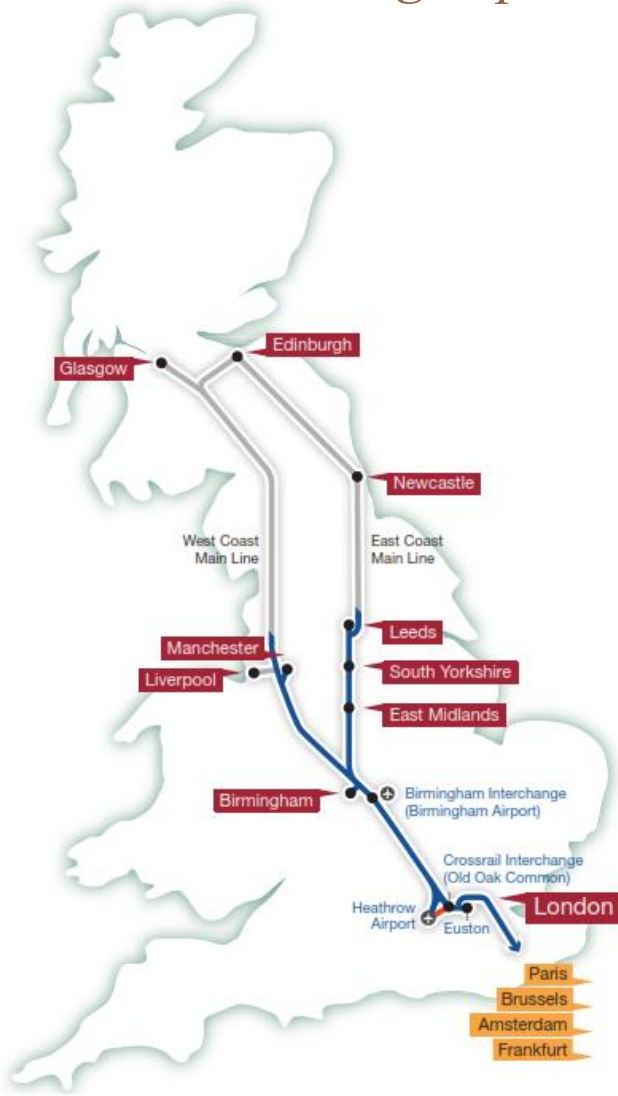 Edinburgh
Glasgow
Newcastle
West Coast
Main Line
East Coast
Main Line
Leeds
Manchester
South Yorkshire
Liverpool
East Midlands
Birmingham
Birmingham Interchange
(Birmingham Airport)
Crossrail Interchange
(Old Oak Common)
London
Heathrow
Airport
Euston
Paris
Brussels
Amsterdam
Frankfurt